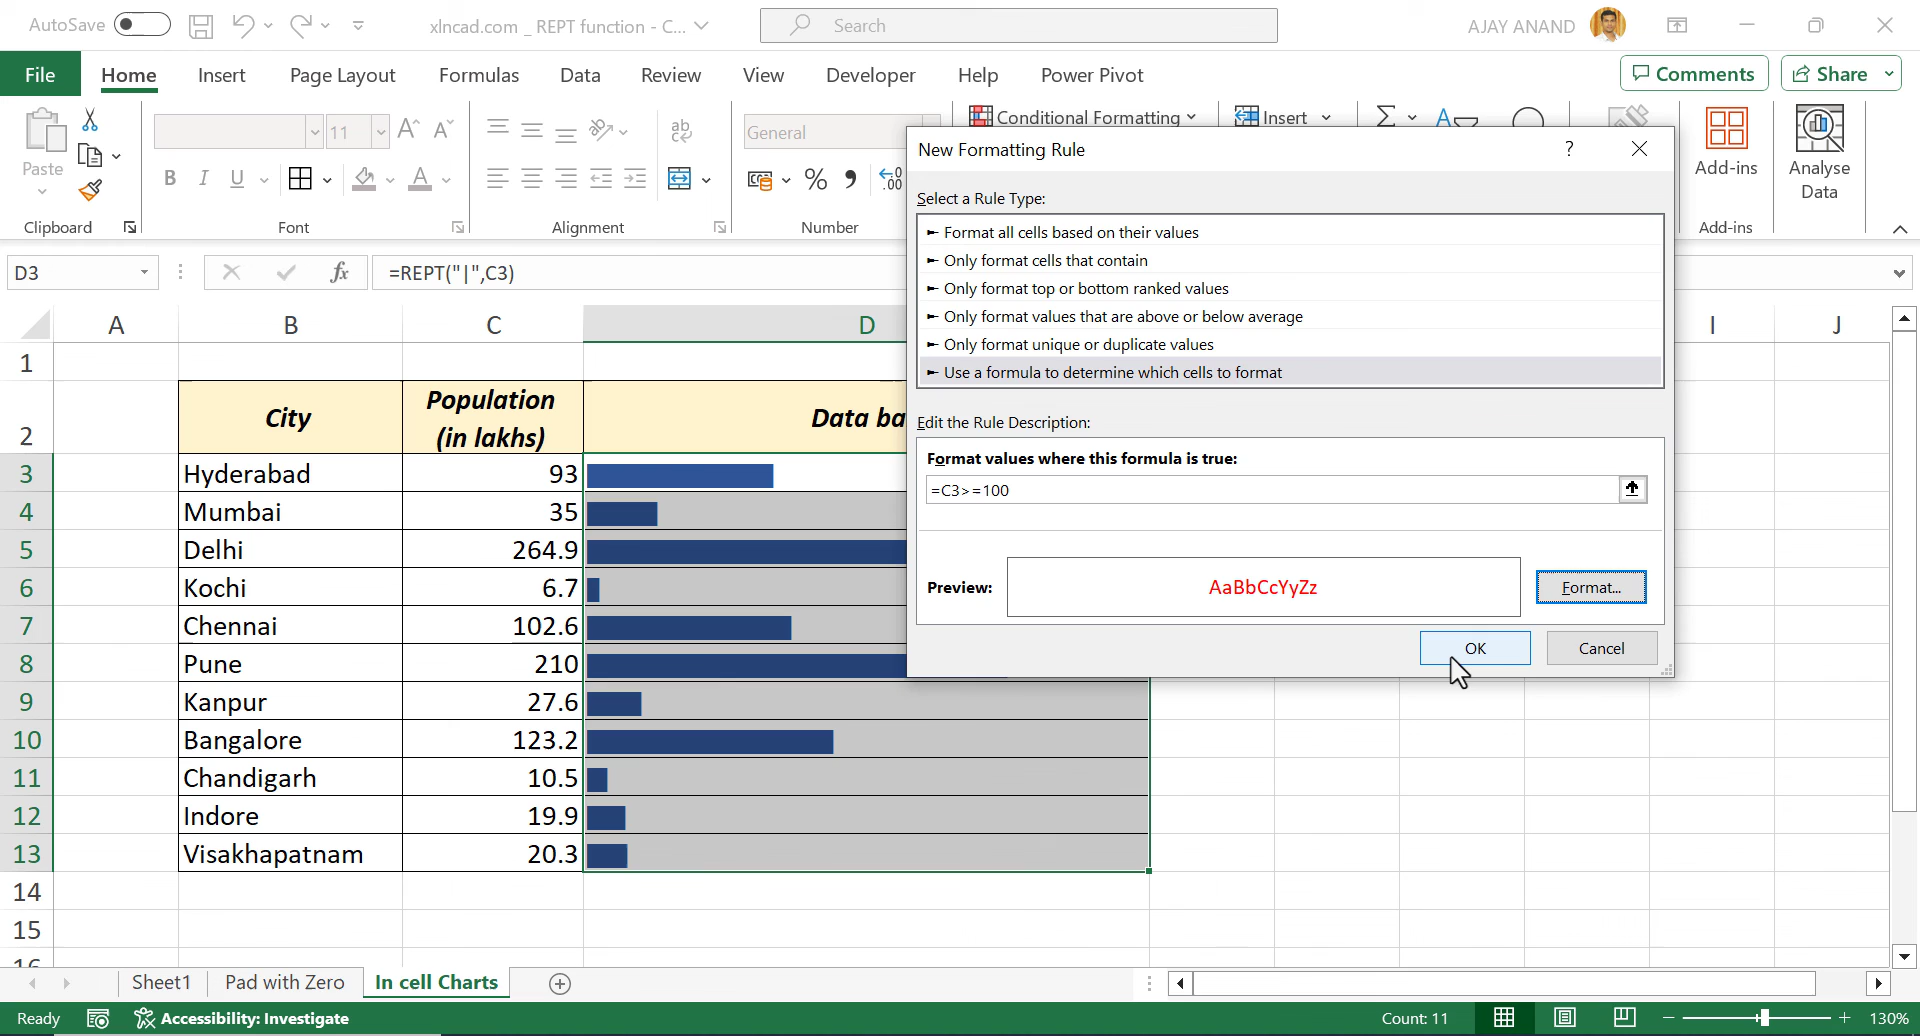 AutoSave
xlncad.com _ REPT function - C...
Search
AJAY ANAND
File Home Insert Page Layout Formulas Data Review View Developer Help Power Pivot
Comments Share
Paste
11
General
Conditional Formatting
Insert
Add-ins
Analyse
Data
B I U
Clipboard Font Alignment Number Add-ins
New Formatting Rule
?
Select a Rule Type:
► Format all cells based on their values
► Only format cells that contain
► Only format top or bottom ranked values
► Only format values that are above or below average
► Only format unique or duplicate values
► Use a formula to determine which cells to format
Edit the Rule Description:
Format values where this formula is true:
=C3>=100
Preview: AaBbCcYyZz Format...
OK Cancel
D3 fx =REPT("|",C3)
A B C D I J
1
2 City Population (in lakhs) Data ba
3 Hyderabad 93
4 Mumbai 35
5 Delhi 264.9
6 Kochi 6.7
7 Chennai 102.6
8 Pune 210
9 Kanpur 27.6
10 Bangalore 123.2
11 Chandigarh 10.5
12 Indore 19.9
13 Visakhapatnam 20.3
14
15
16
Sheet1 Pad with Zero In cell Charts
Ready Accessibility: Investigate Count: 11 130%